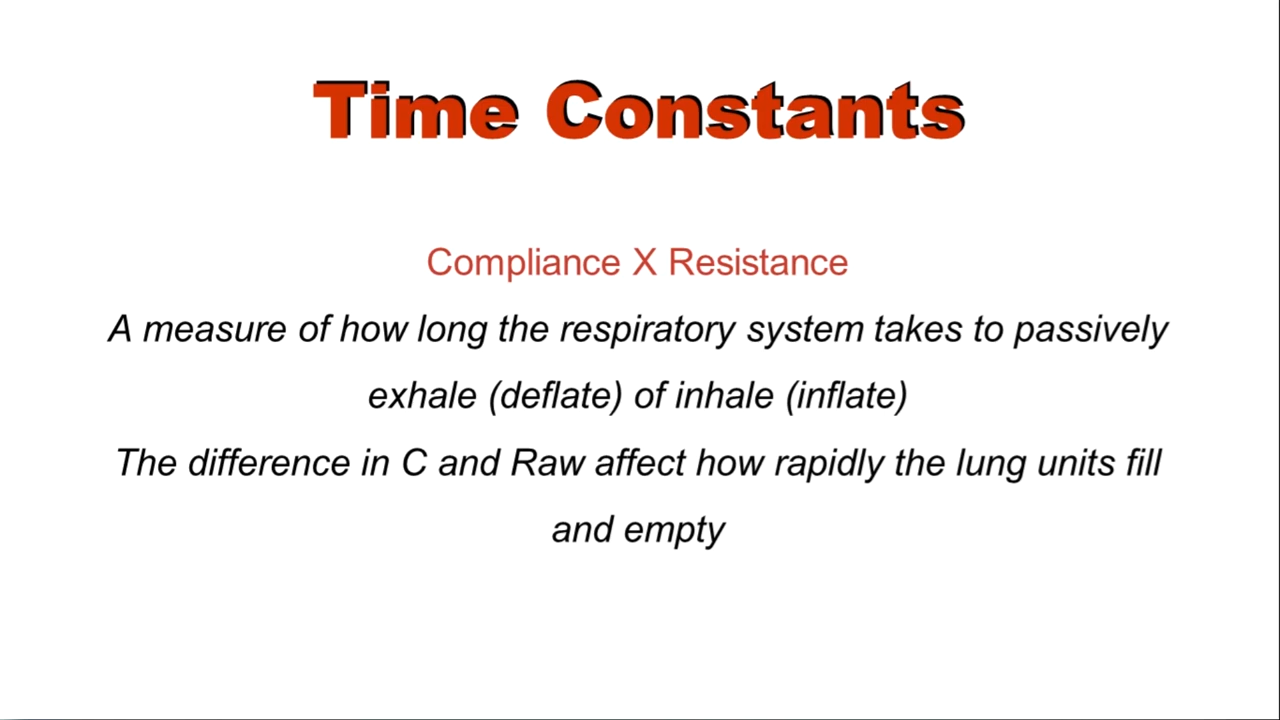 Time Constants
Compliance X Resistance
A measure of how long the respiratory system takes to passively
exhale (deflate) of inhale (inflate)
The difference in C and Raw affect how rapidly the lung units fill
and empty